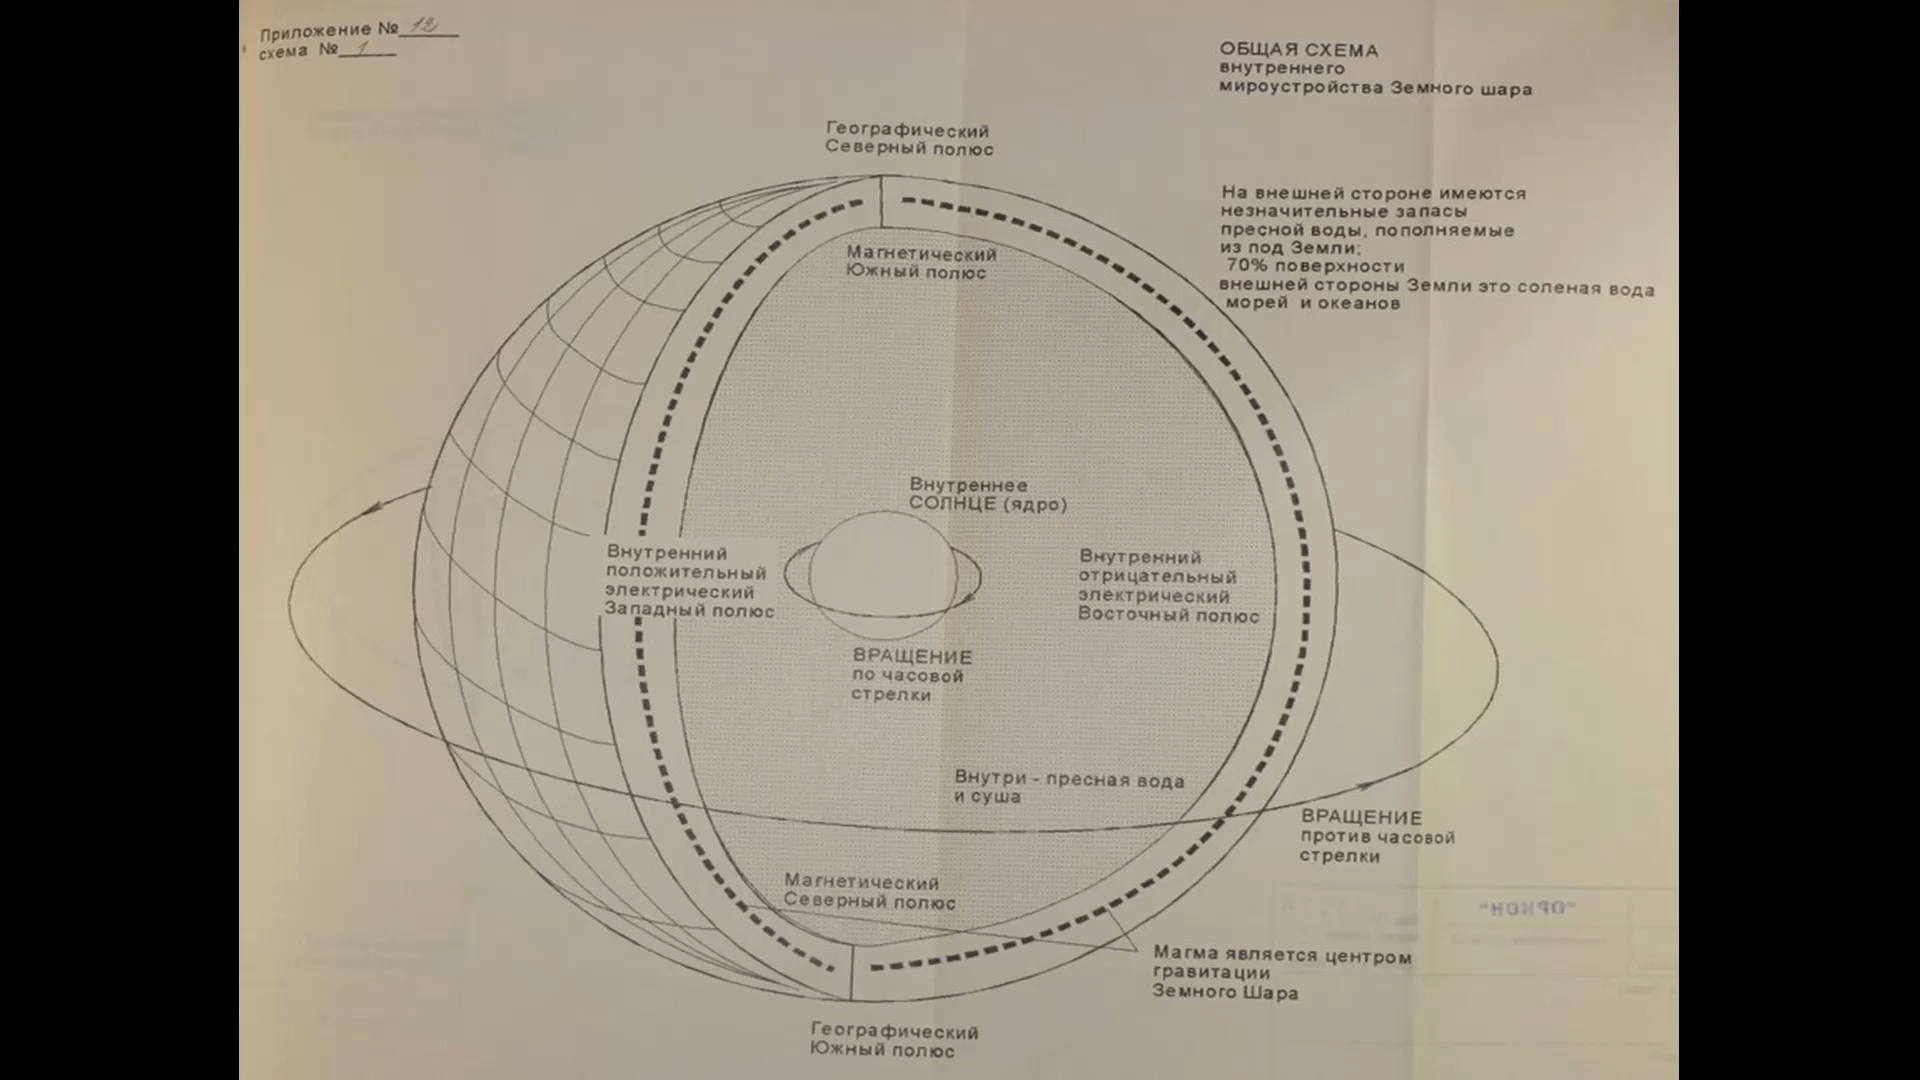 Приложение № 12
схема № 1
ОБЩАЯ СХЕМА
внутреннего
мироустройства Земного шара
Географический
Северный полюс
На внешней стороне имеются
незначительные запасы
пресной воды, пополняемые
из под Земли;
70% поверхности
внешней стороны Земли это соленая вода
морей и океанов
Магнетический
Южный полюс
Внутреннее
СОЛНЦЕ (ядро)
Внутренний
положительный
электрический
Западный полюс
Внутренний
отрицательный
электрический
Восточный полюс
ВРАЩЕНИЕ
по часовой
стрелки
Внутри - пресная вода
и суша
ВРАЩЕНИЕ
против часовой
стрелки
Магнетический
Северный полюс
"ОРИОН"
Магма является центром
гравитации
Земного Шара
Географический
Южный полюс